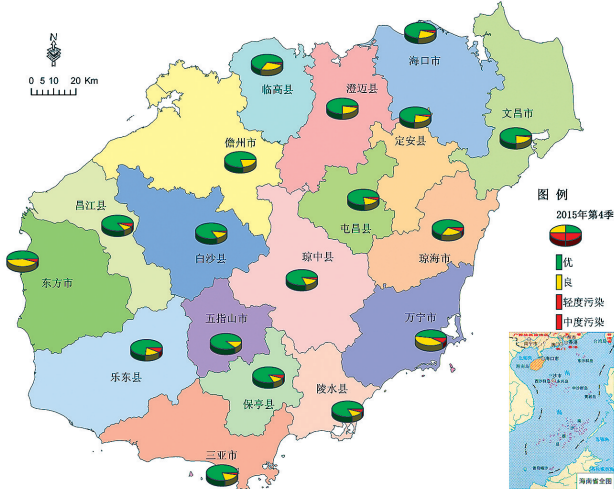 N
0 5 10 20 Km
海口市
临高县
澄迈县
文昌市
儋州市
定安县
昌江县
屯昌县
白沙县
琼海市
琼中县
东方市
五指山市
万宁市
乐东县
保亭县
陵水县
三亚市
图 例
2015年第4季
优
良
轻度污染
中度污染
海南省全图